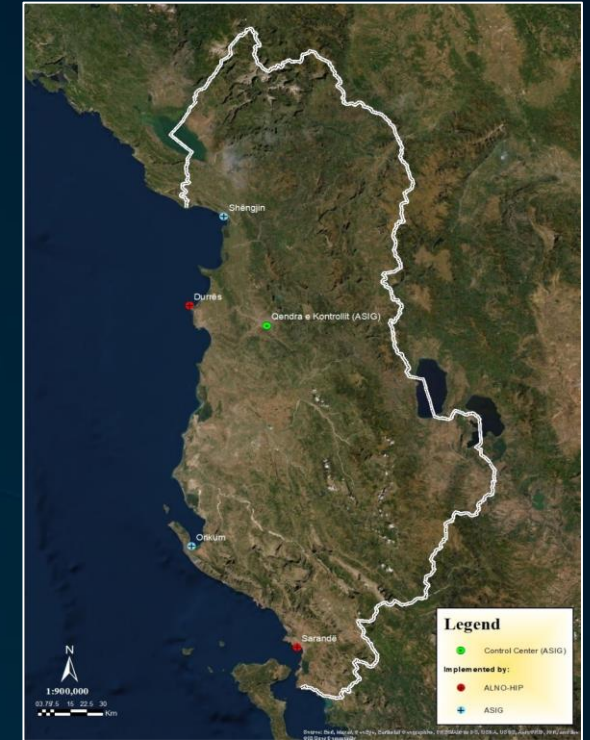 Shëngjin
Durrës
Qendra e Kontrollit (ASIG)
Orikum
Sarandë
N
1:900,000
Km
Legend
Control Center (ASIG)
Implemented by:
ALNO-HIP
ASIG